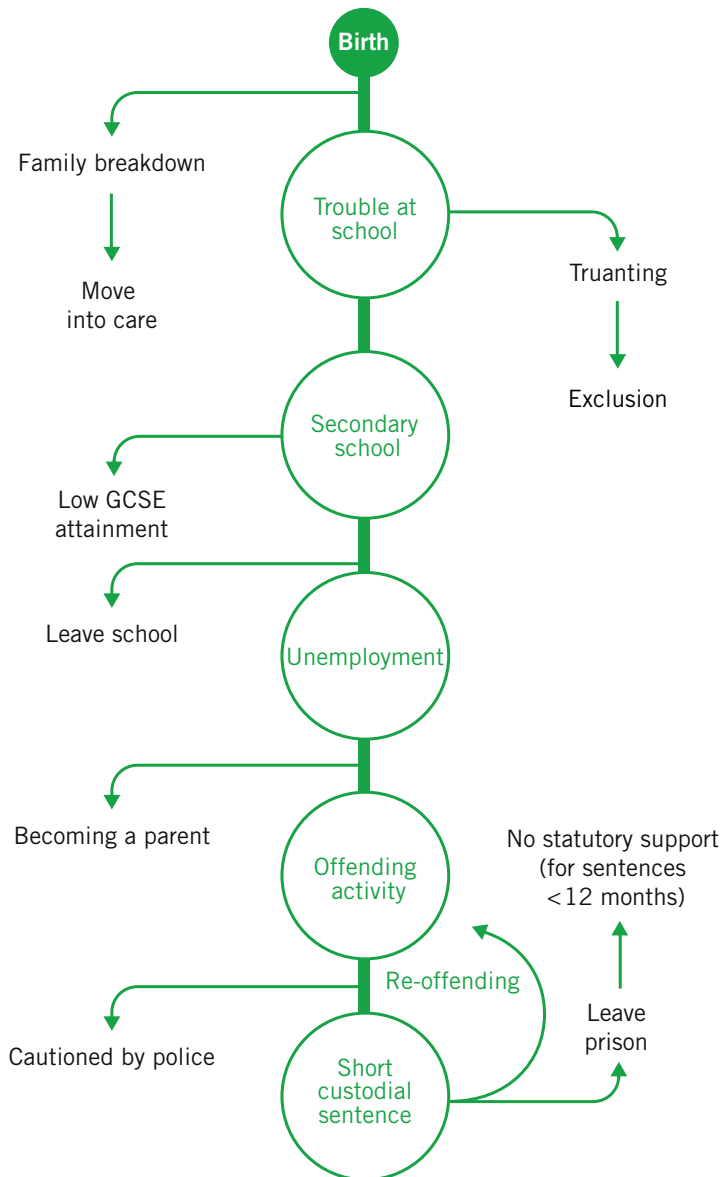 Birth
Family breakdown
Trouble at
school
Truanting
Move
into care
Exclusion
Secondary
school
Low GCSE
attainment
Leave school
Unemployment
Becoming a parent
No statutory support
(for sentences
<12 months)
Offending
activity
Re-offending
Leave
prison
Cautioned by police
Short
custodial
sentence